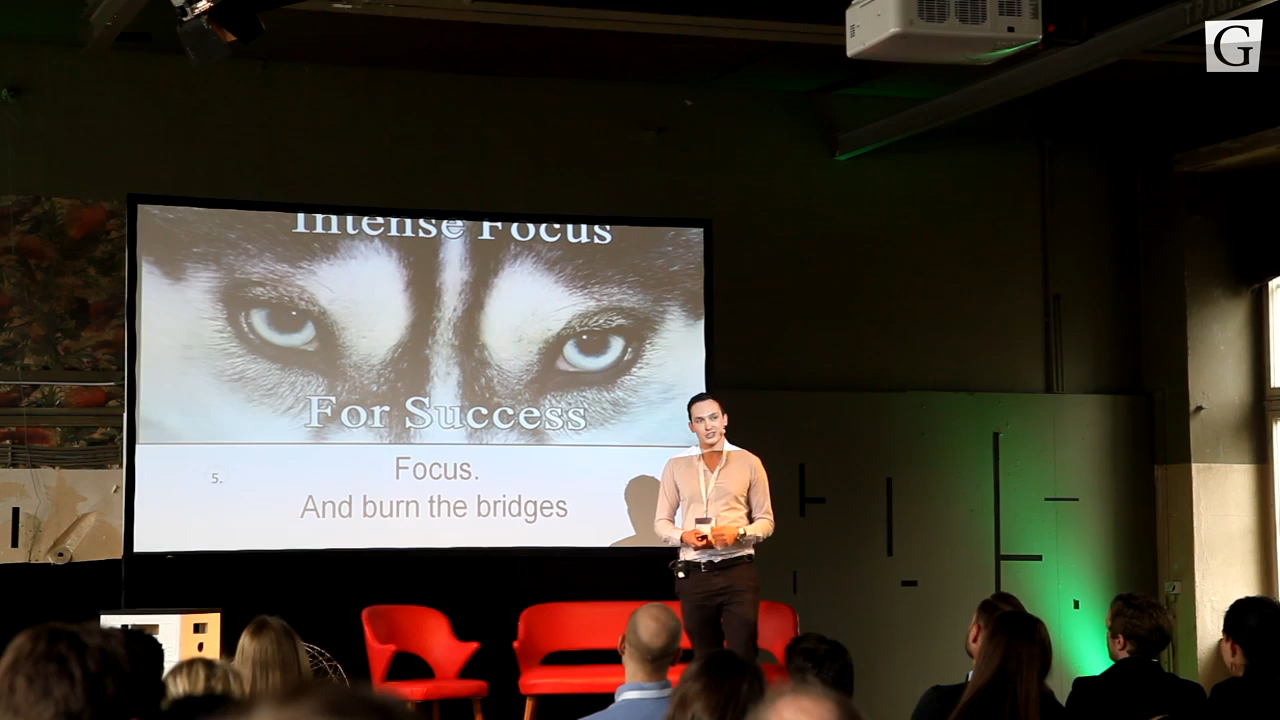 G
Intense Focus
For Success
5.
Focus.
And burn the bridges